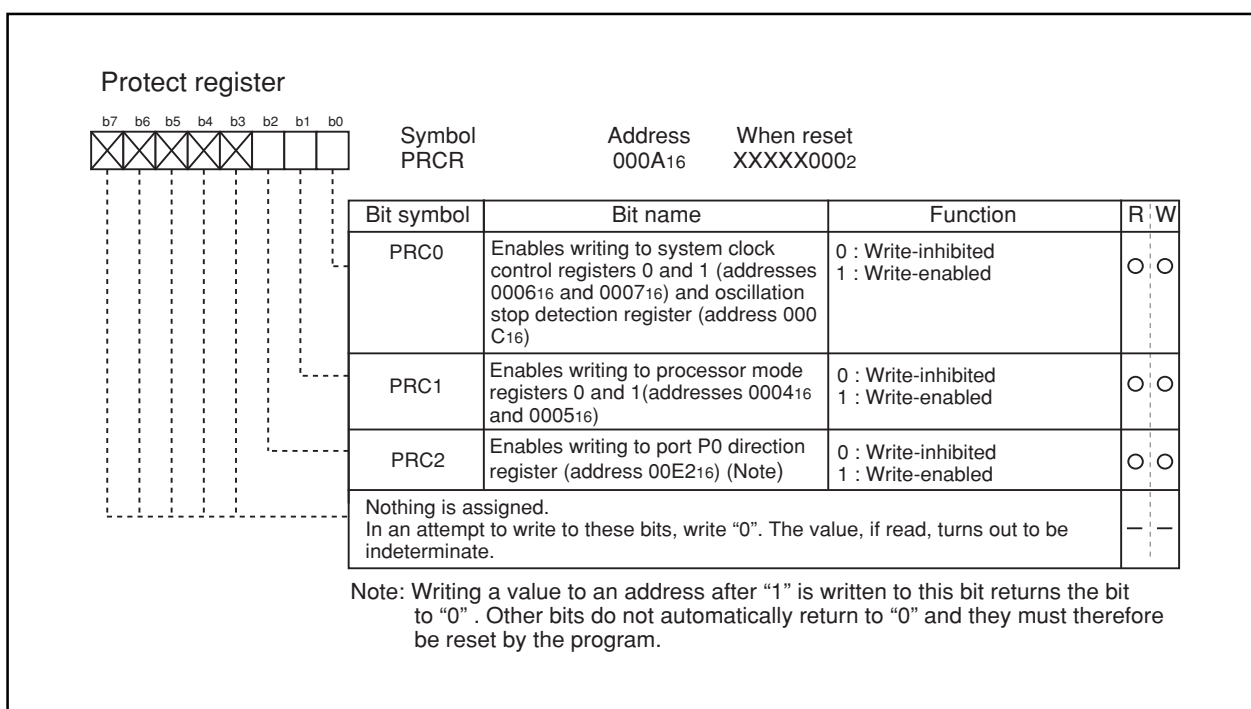 Protect register
b7 b6 b5 b4 b3 b2 b1 b0
Symbol Address When reset
PRCR 000A16 XXXXX0002
Bit symbol Bit name Function R W
PRC0 Enables writing to system clock control registers 0 and 1 (addresses 000616 and 000716) and oscillation stop detection register (address 000 C16) 0 : Write-inhibited 1 : Write-enabled
PRC1 Enables writing to processor mode registers 0 and 1(addresses 000416 and 000516) 0 : Write-inhibited 1 : Write-enabled
PRC2 Enables writing to port P0 direction register (address 00E216) (Note) 0 : Write-inhibited 1 : Write-enabled
Nothing is assigned.
In an attempt to write to these bits, write “0”. The value, if read, turns out to be
indeterminate. – –
Note: Writing a value to an address after “1” is written to this bit returns the bit
to “0” . Other bits do not automatically return to “0” and they must therefore
be reset by the program.